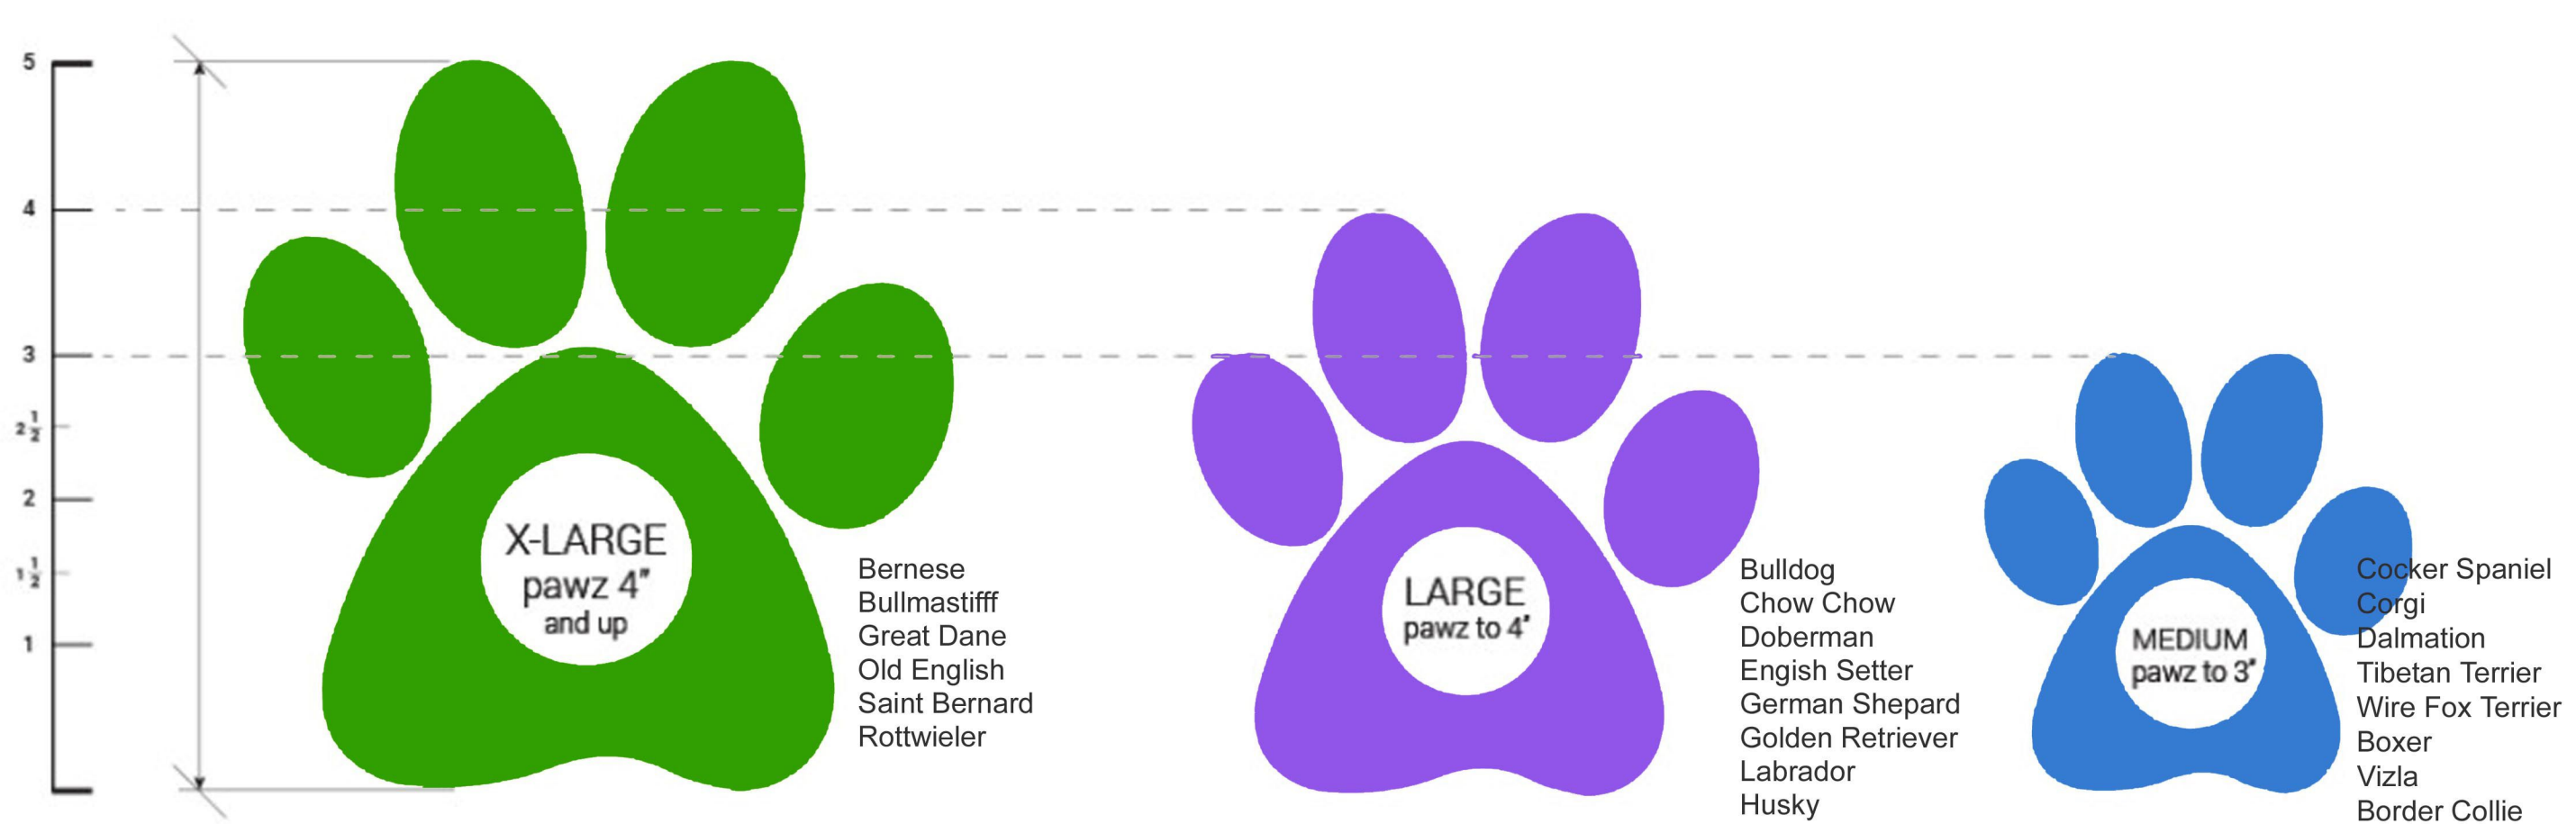 5
4
3
2 1/2
2
1 1/2
1
X-LARGE
pawz 4”
and up
Bernese
Bullmastifff
Great Dane
Old English
Saint Bernard
Rottwieler
LARGE
pawz to 4”
Bulldog
Chow Chow
Doberman
Engish Setter
German Shepard
Golden Retriever
Labrador
Husky
MEDIUM
pawz to 3”
Cocker Spaniel
Corgi
Dalmation
Tibetan Terrier
Wire Fox Terrier
Boxer
Vizla
Border Collie